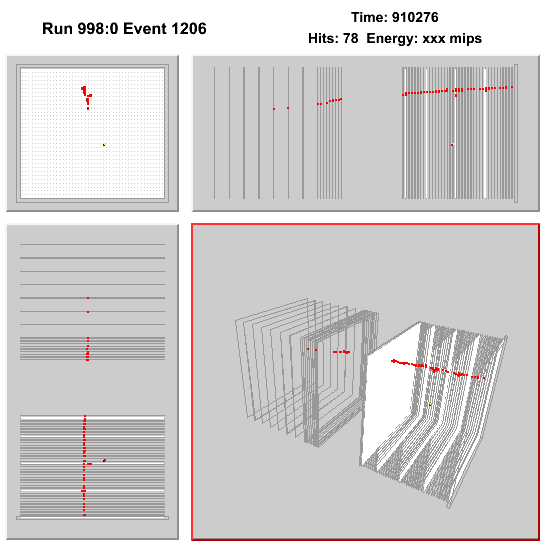 Run 998:0 Event 1206
Time: 910276
Hits: 78 Energy: xxx mips